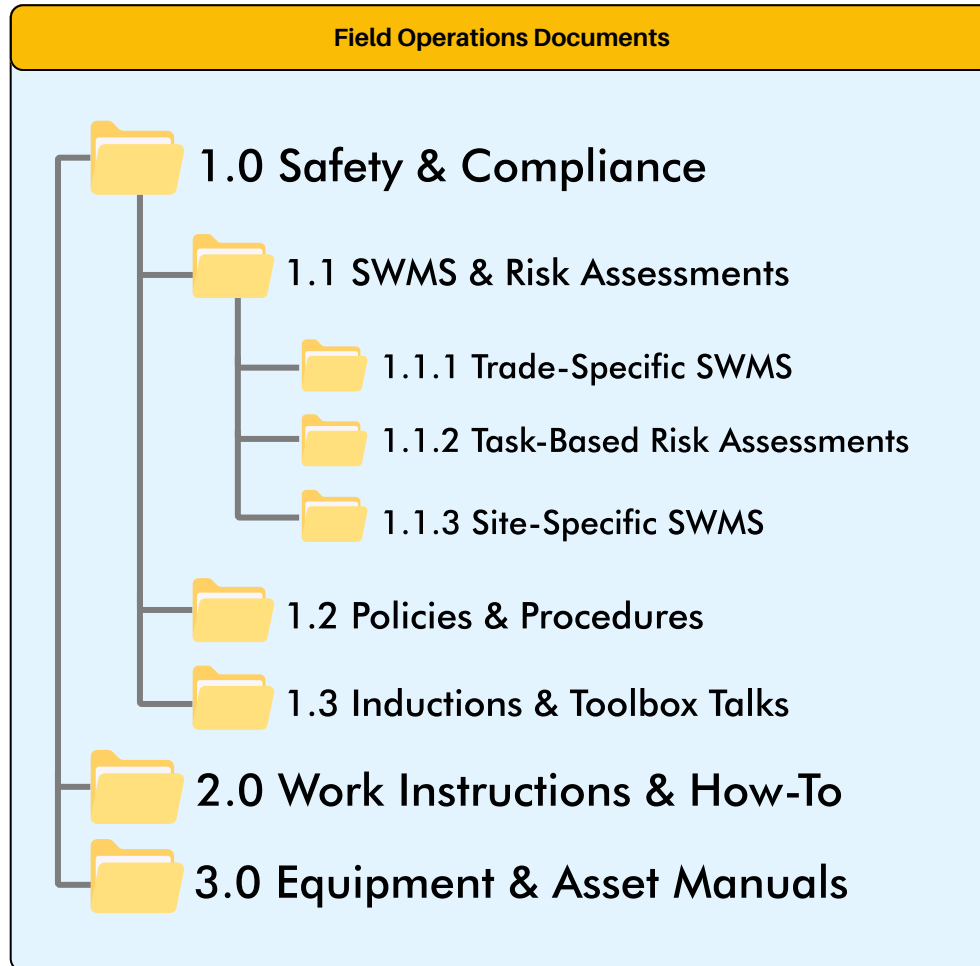 Field Operations Documents
1.0 Safety & Compliance
1.1 SWMS & Risk Assessments
1.1.1 Trade-Specific SWMS
1.1.2 Task-Based Risk Assessments
1.1.3 Site-Specific SWMS
1.2 Policies & Procedures
1.3 Inductions & Toolbox Talks
2.0 Work Instructions & How-To
3.0 Equipment & Asset Manuals